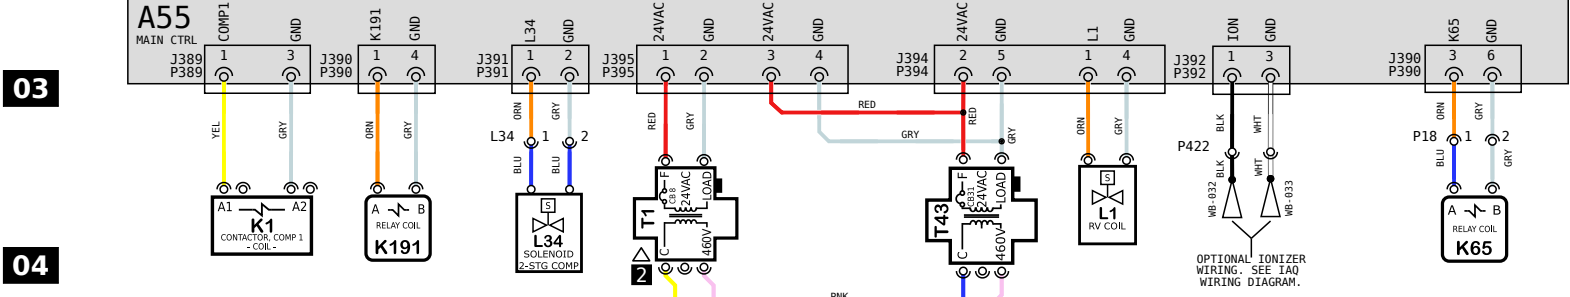 A55
MAIN CTRL
COMP1
GND
K191
GND
L34
GND
24VAC
GND
24VAC
GND
24VAC
GND
L1
GND
ION
GND
K65
GND
J389
P389
1 3
J390
P390
1 4
J391
P391
1 2
J395
P395
1 2 3 4
J394
P394
2 5 1 4
J392
P392
1 3
J390
P390
3 6
03
YEL
GRY
ORN
GRY
ORN
GRY
L34 1 2
BLU
BLU
RED
GRY
RED
GRY
RED
GRY
ORN
GRY
BLK
WHT
P422
BLK
WHT
ORN
GRY
P18 1 2
BLU
GRY
A1 A2
K1
CONTACTOR, COMP 1
- COIL -
A B
RELAY COIL
K191
S
L34
SOLENOID
2-STG COMP
T1
F
CB8
24VAC
LOAD
C
460V
2
T43
F
CB31
24VAC
LOAD
C
460V
S
L1
RV COIL
WB-032
WB-033
OPTIONAL IONIZER
WIRING. SEE IAQ
WIRING DIAGRAM.
A B
RELAY COIL
K65
04
PNK